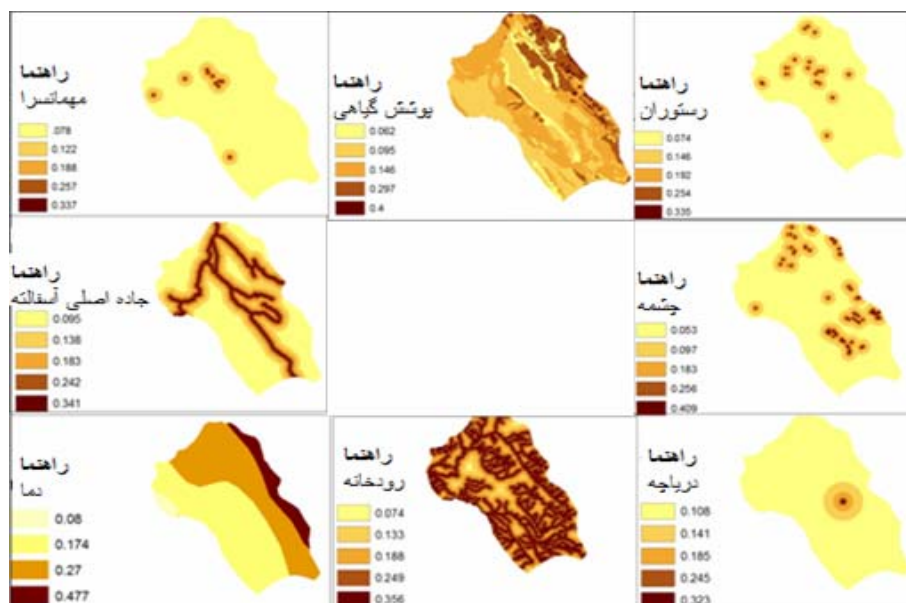 راهنما
مهمانسرا
.078
0.122
0.188
0.257
0.337
راهنما
پوشش گیاهی
0.062
0.095
0.146
0.297
0.4
راهنما
رستوران
0.074
0.146
0.192
0.254
0.335
راهنما
جاده اصلی آسفالته
0.095
0.138
0.183
0.242
0.341
راهنما
چشمه
0.053
0.097
0.183
0.256
0.409
راهنما
دما
0.08
0.174
0.27
0.477
راهنما
رودخانه
0.074
0.133
0.188
0.249
0.356
راهنما
دریاچه
0.108
0.141
0.185
0.245
0.323